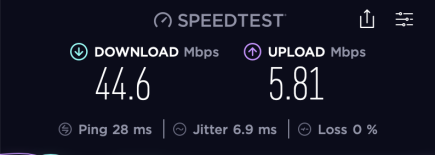 SPEEDTEST
DOWNLOAD Mbps UPLOAD Mbps
44.6 5.81
Ping 28 ms Jitter 6.9 ms Loss 0 %